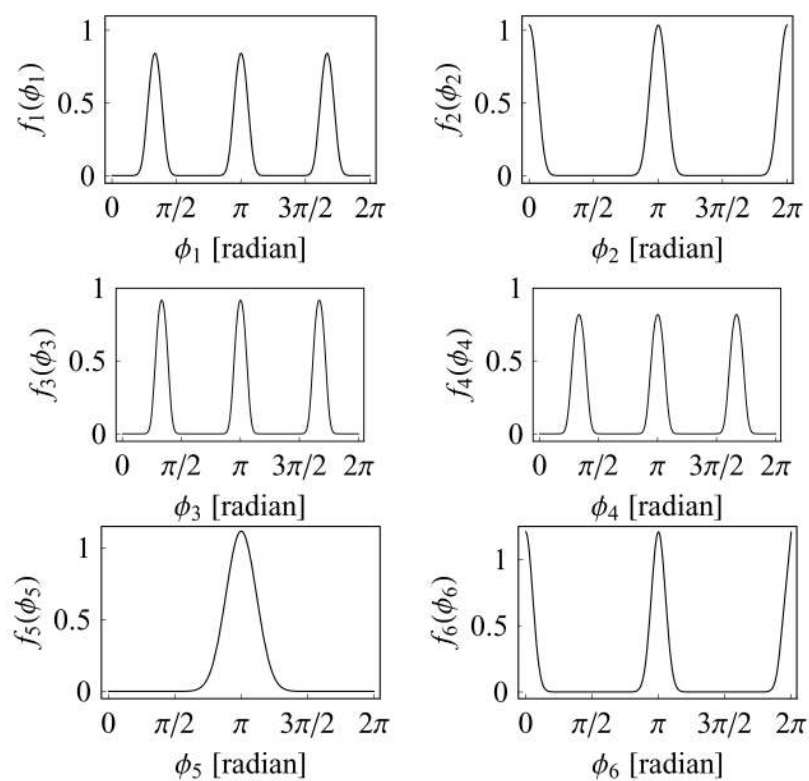 1
0.5
0
f₁(ϕ₁)
0 π/2 π 3π/2 2π
ϕ₁ [radian]
1
0.5
0
f₂(ϕ₂)
0 π/2 π 3π/2 2π
ϕ₂ [radian]
1
0.5
0
f₃(ϕ₃)
0 π/2 π 3π/2 2π
ϕ₃ [radian]
1
0.5
0
f₄(ϕ₄)
0 π/2 π 3π/2 2π
ϕ₄ [radian]
1
0.5
0
f₅(ϕ₅)
0 π/2 π 3π/2 2π
ϕ₅ [radian]
1
0.5
0
f₆(ϕ₆)
0 π/2 π 3π/2 2π
ϕ₆ [radian]